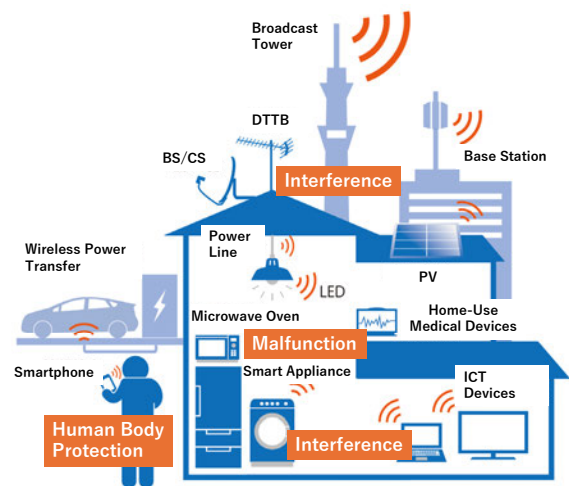 Broadcast
Tower
DTTB
BS/CS
Interference
Base Station
Wireless Power
Transfer
Power
Line
LED
PV
Microwave Oven
Home-Use
Medical Devices
Malfunction
Smartphone
Smart Appliance
ICT
Devices
Human Body
Protection
Interference